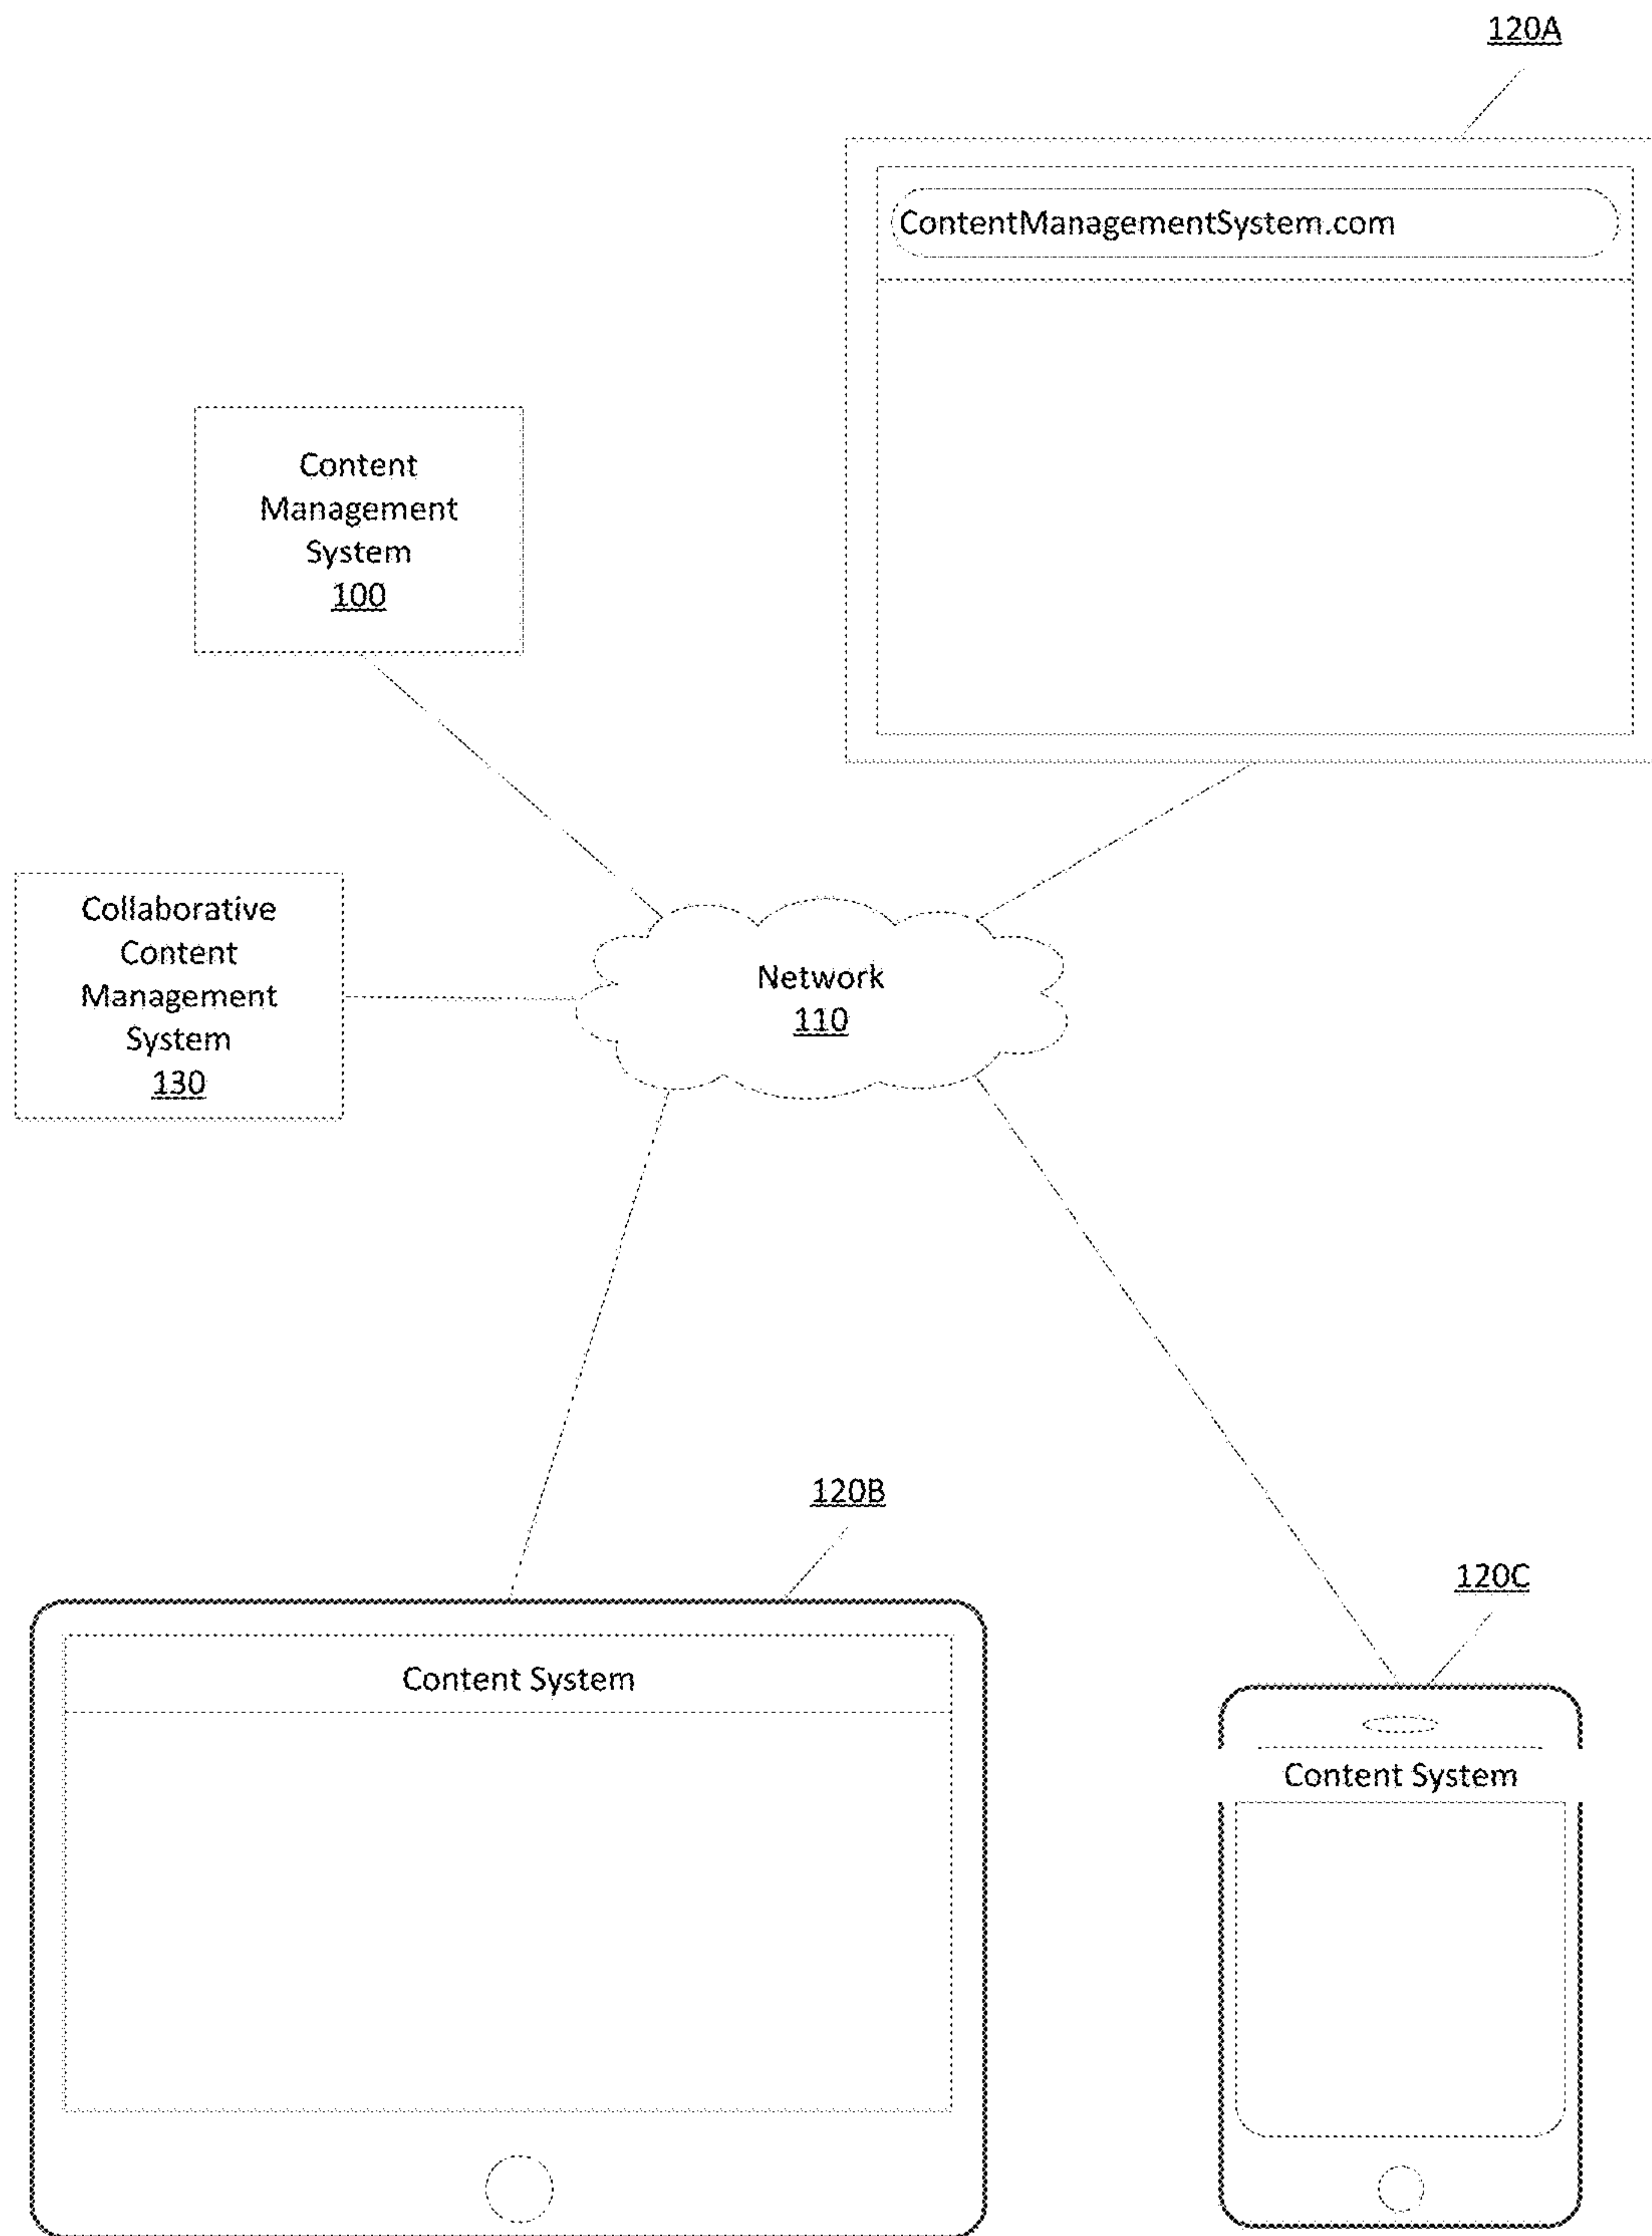 120A
ContentManagementSystem.com
Content
Management
System
100
Collaborative
Content
Management
System
130
Network
110
120B
120C
Content System
Content System